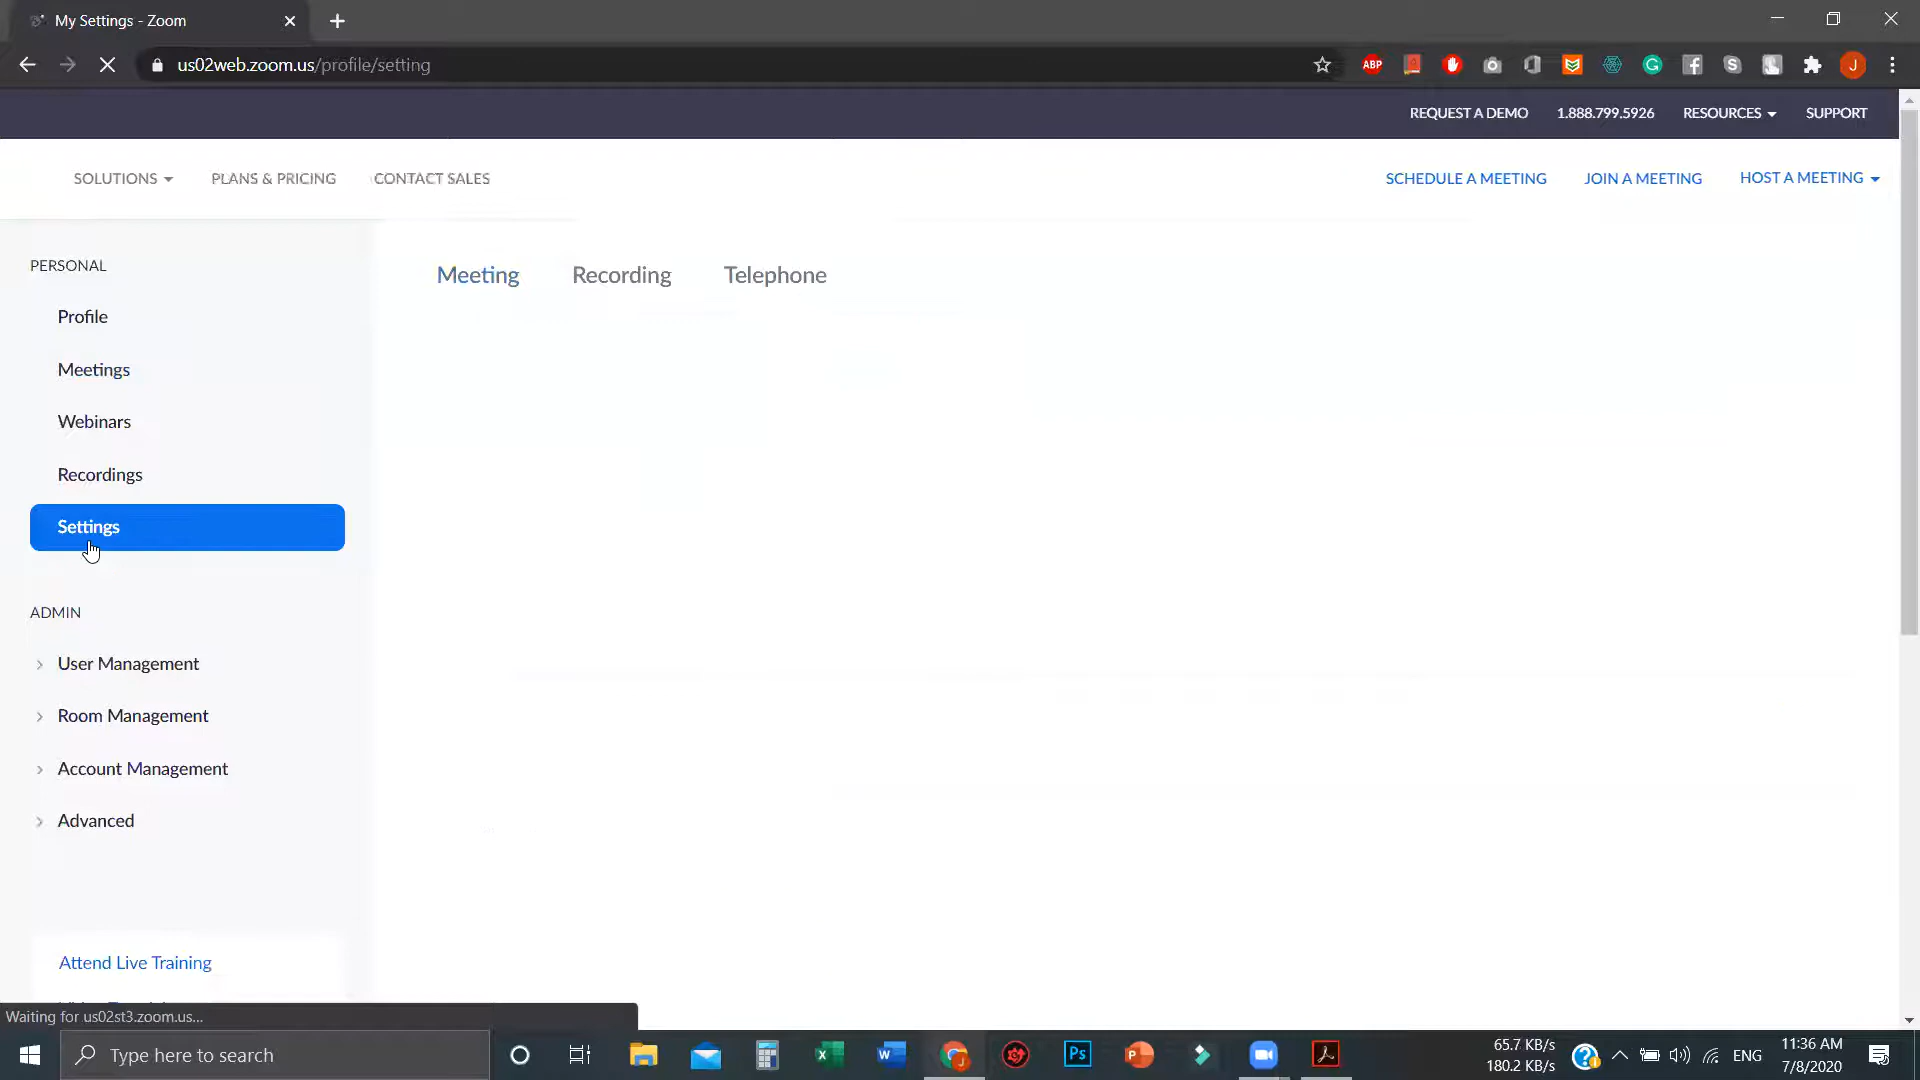 My Settings - Zoom
us02web.zoom.us/profile/setting
ABP
J
REQUEST A DEMO 1.888.799.5926 RESOURCES SUPPORT
SOLUTIONS PLANS & PRICING CONTACT SALES SCHEDULE A MEETING JOIN A MEETING HOST A MEETING
PERSONAL
Meeting Recording Telephone
Profile
Meetings
Webinars
Recordings
Settings
ADMIN
User Management
Room Management
Account Management
Advanced
Attend Live Training
Waiting for us02st3.zoom.us...
Type here to search
Ps
65.7 KB/s
180.2 KB/s
ENG
11:36 AM
7/8/2020